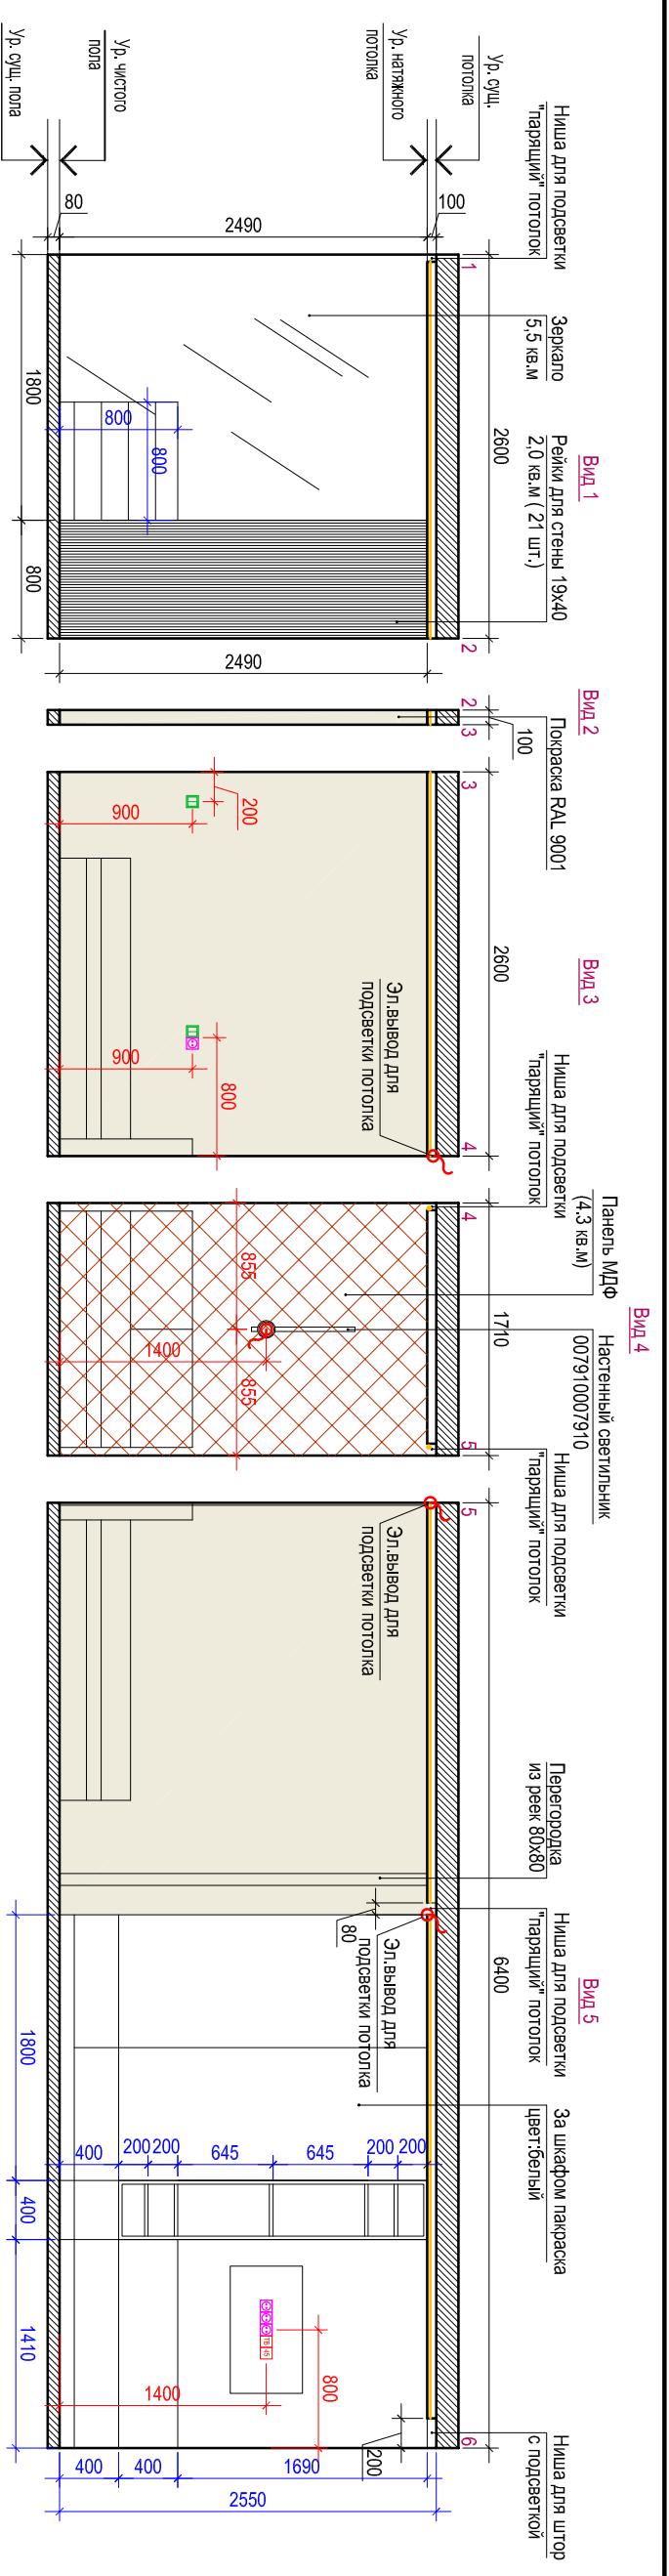 Ур. сущ.
потолка
Ур. натяжного
потолка
Ур. чистого
пола
Ур. сущ. пола
Вид 1
Ниша для подсветки
"парящий" потолок
Зеркало
5,5 кв.м
Рейки для стены 19х40
2,0 кв.м ( 21 шт.)
2600
1
2
100
2490
80
800
800
1800
800
2490
Вид 2
Покраска RAL 9001
2
3
100
Вид 3
2600
3
4
200
900
900
800
Эл.вывод для
подсветки потолка
Вид 4
Ниша для подсветки
"парящий" потолок
Панель МДФ
(4.3 кв.м)
Настенный светильник
007910007910
Ниша для подсветки
"парящий" потолок
1710
4
5
855
855
1400
Вид 5
Перегородка
из реек 80х80
Ниша для подсветки
"парящий" потолок
За шкафом пакраска
цвет:белый
Ниша для штор
с подсветкой
6400
5
6
Эл.вывод для
подсветки потолка
Эл.вывод для
подсветки потолка
80
200
200
645
645
200
200
400
1800
400
1410
ТВ
800
1400
200
1690
400
400
2550